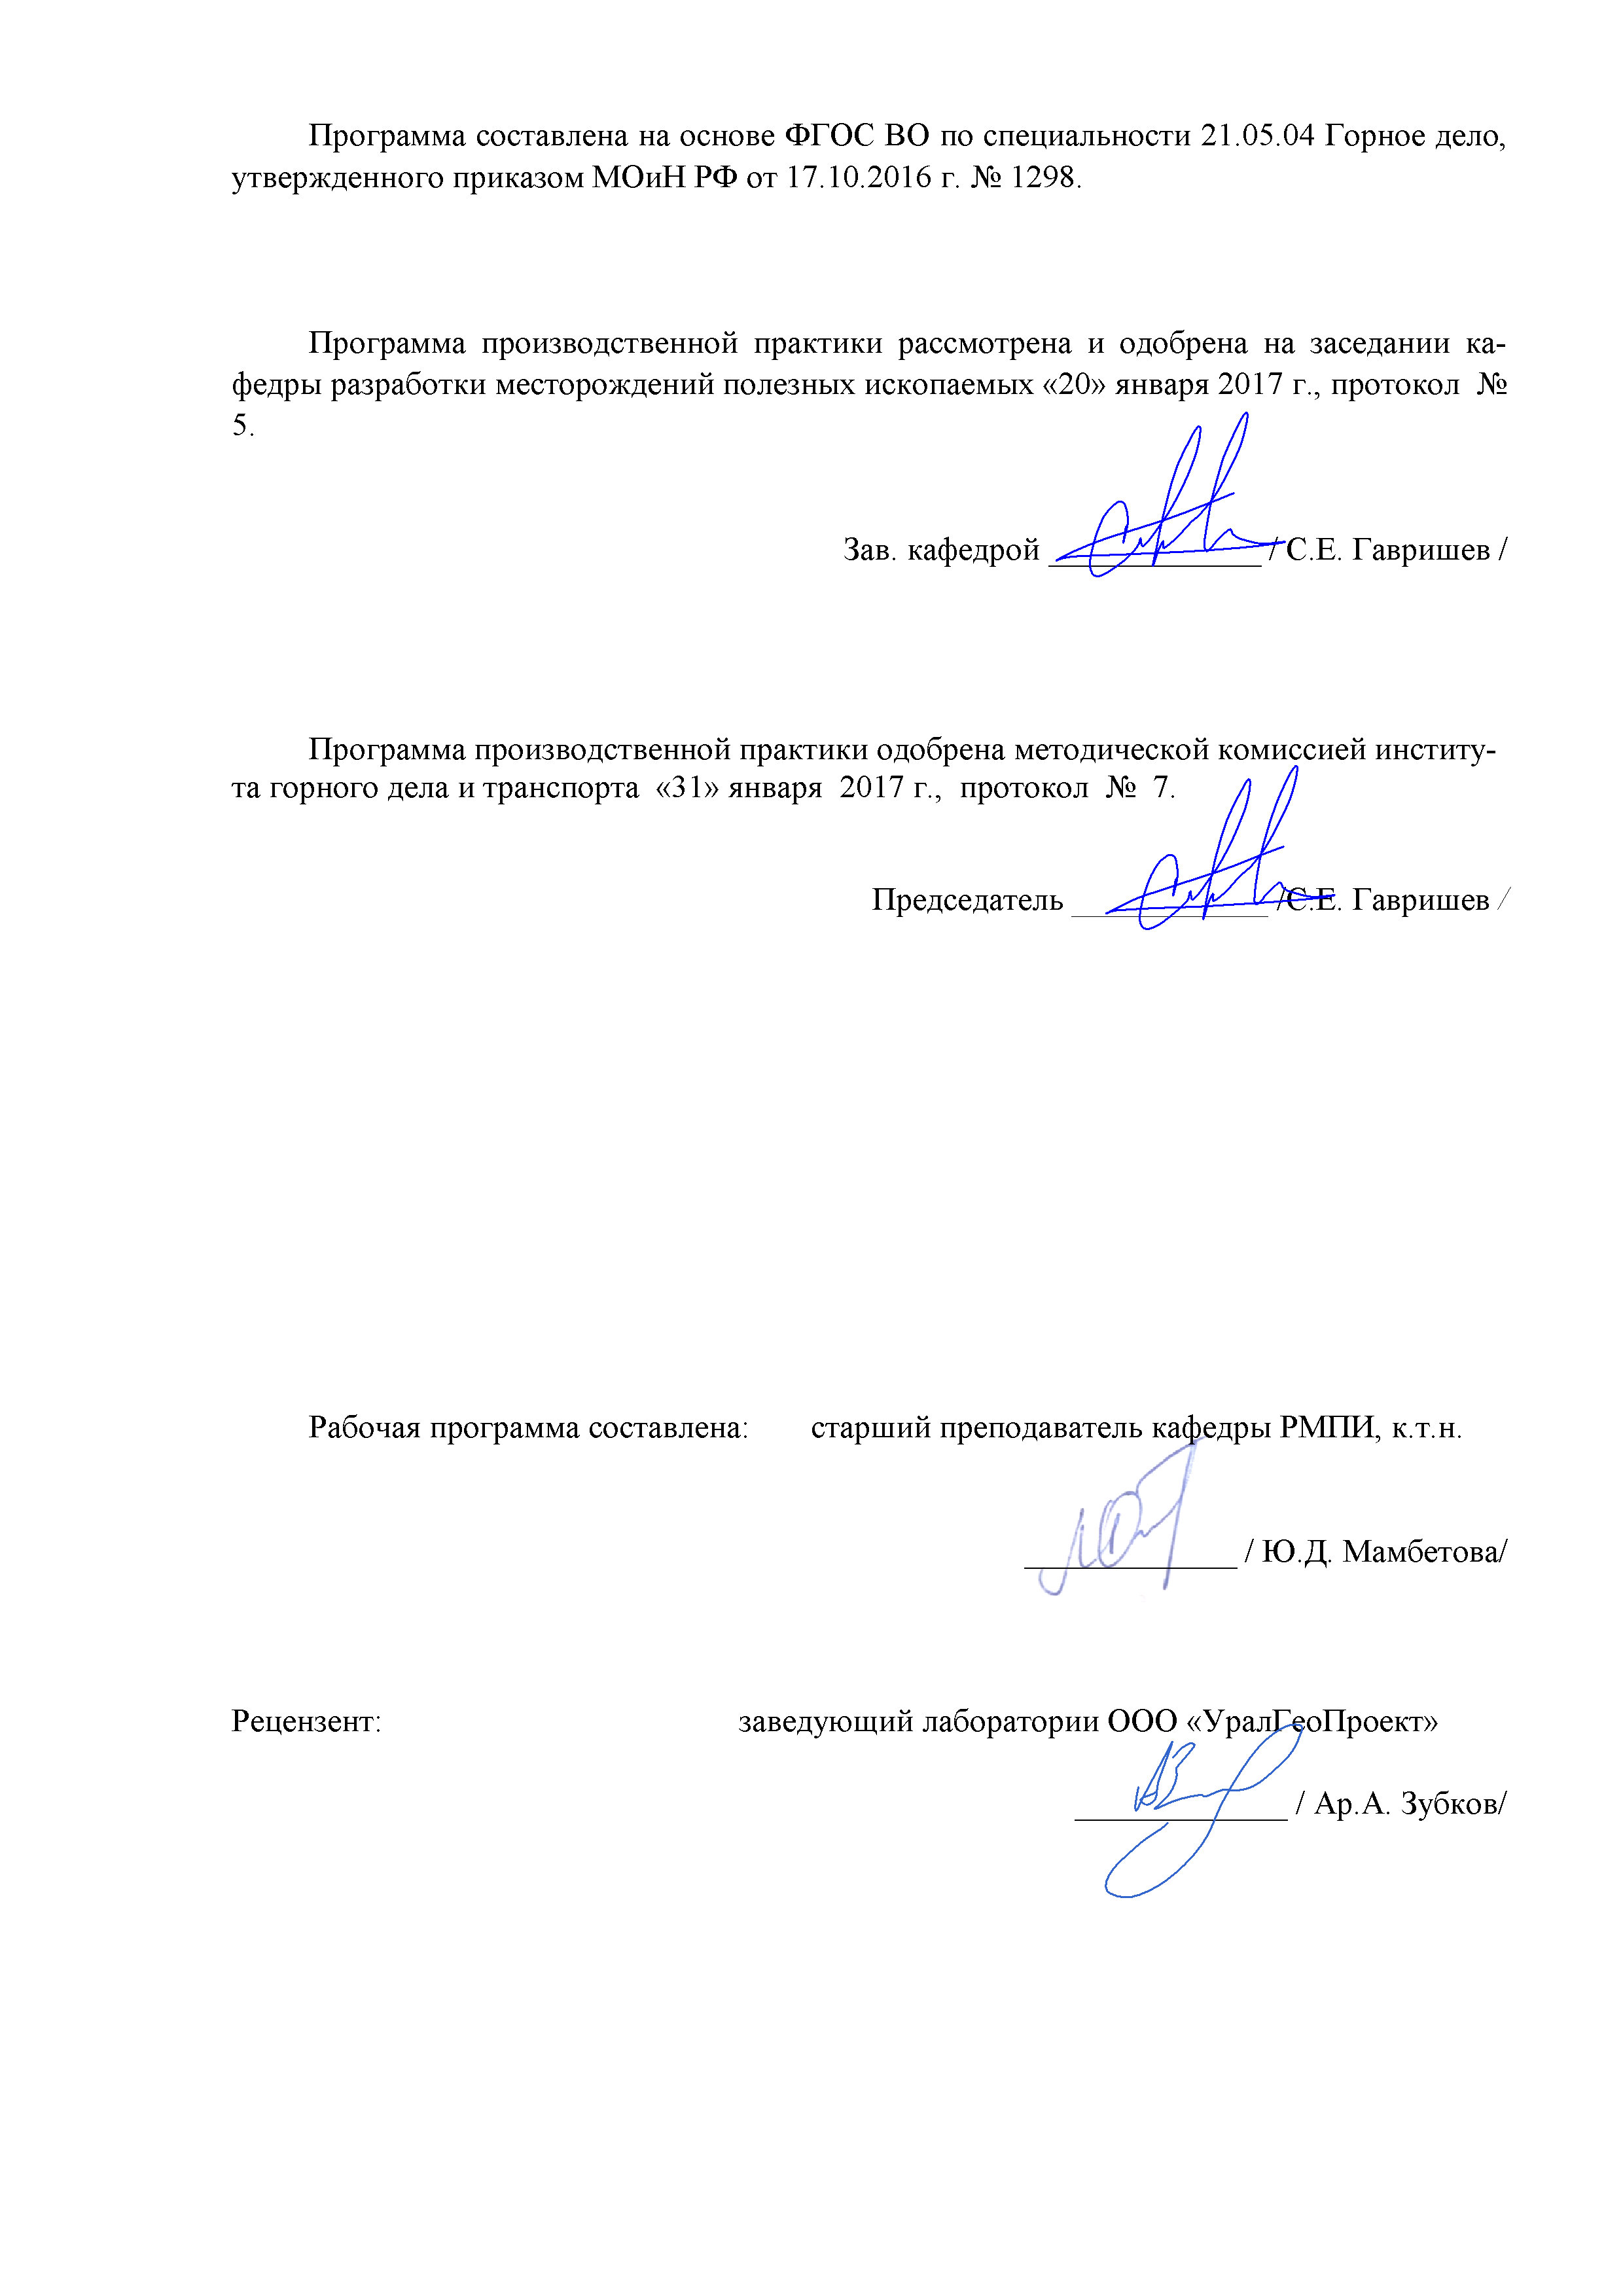 Программа составлена на основе ФГОС ВО по специальности 21.05.04 Горное дело,
утвержденного приказом МОиН РФ от 17.10.2016 г. № 1298.
Программа производственной практики рассмотрена и одобрена на заседании ка-
федры разработки месторождений полезных ископаемых «20» января 2017 г., протокол №
5.
Зав. кафедрой _____________ / С.Е. Гавришев /
Программа производственной практики одобрена методической комиссией институ-
та горного дела и транспорта «31» января 2017 г., протокол № 7.
Председатель ____________ /С.Е. Гавришев /
Рабочая программа составлена: старший преподаватель кафедры РМПИ, к.т.н.
_____________ / Ю.Д. Мамбетова/
Рецензент: заведующий лаборатории ООО «УралГеоПроект»
_____________ / Ар.А. Зубков/